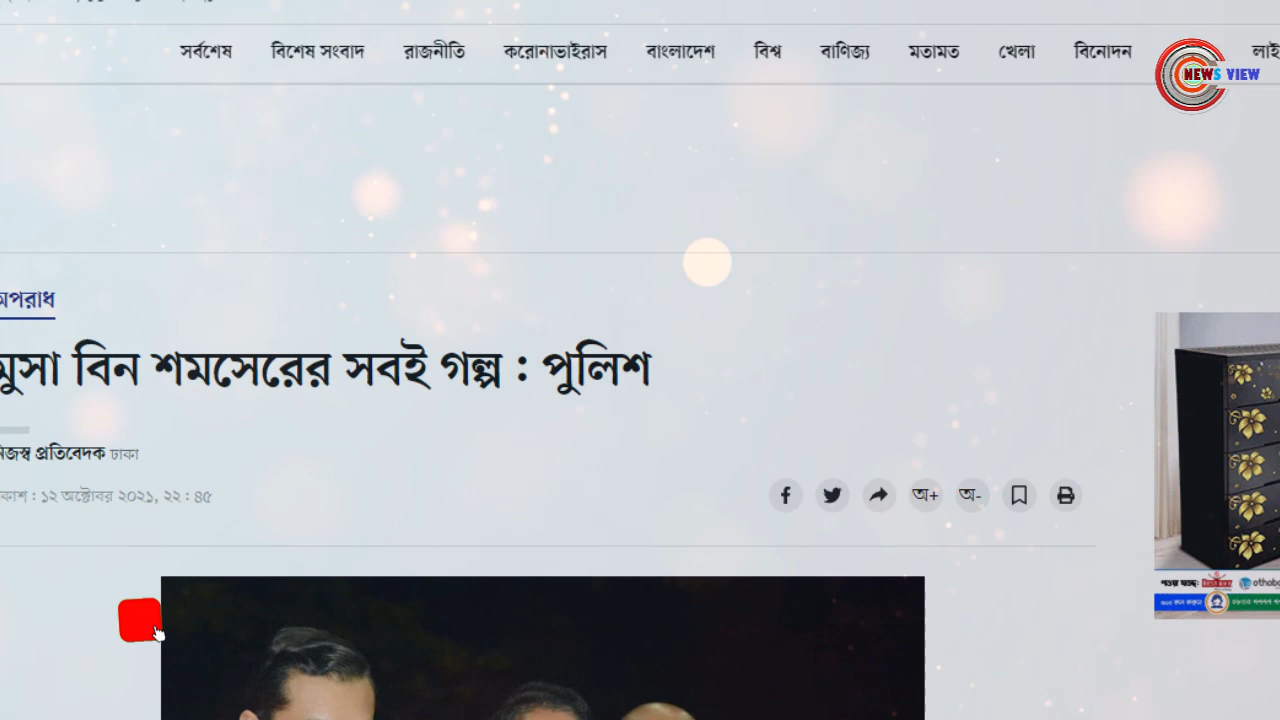 সর্বশেষ বিশেষ সংবাদ রাজনীতি করোনাভাইরাস বাংলাদেশ বিশ্ব বাণিজ্য মতামত খেলা বিনোদন
NEWS VIEW
অপরাধ
মুসা বিন শমসেরের সবই গল্প : পুলিশ
নিজস্ব প্রতিবেদক ঢাকা
কাশ : ১২ অক্টোবর ২০২১, ২২ : ৪৫
অ+ অ-